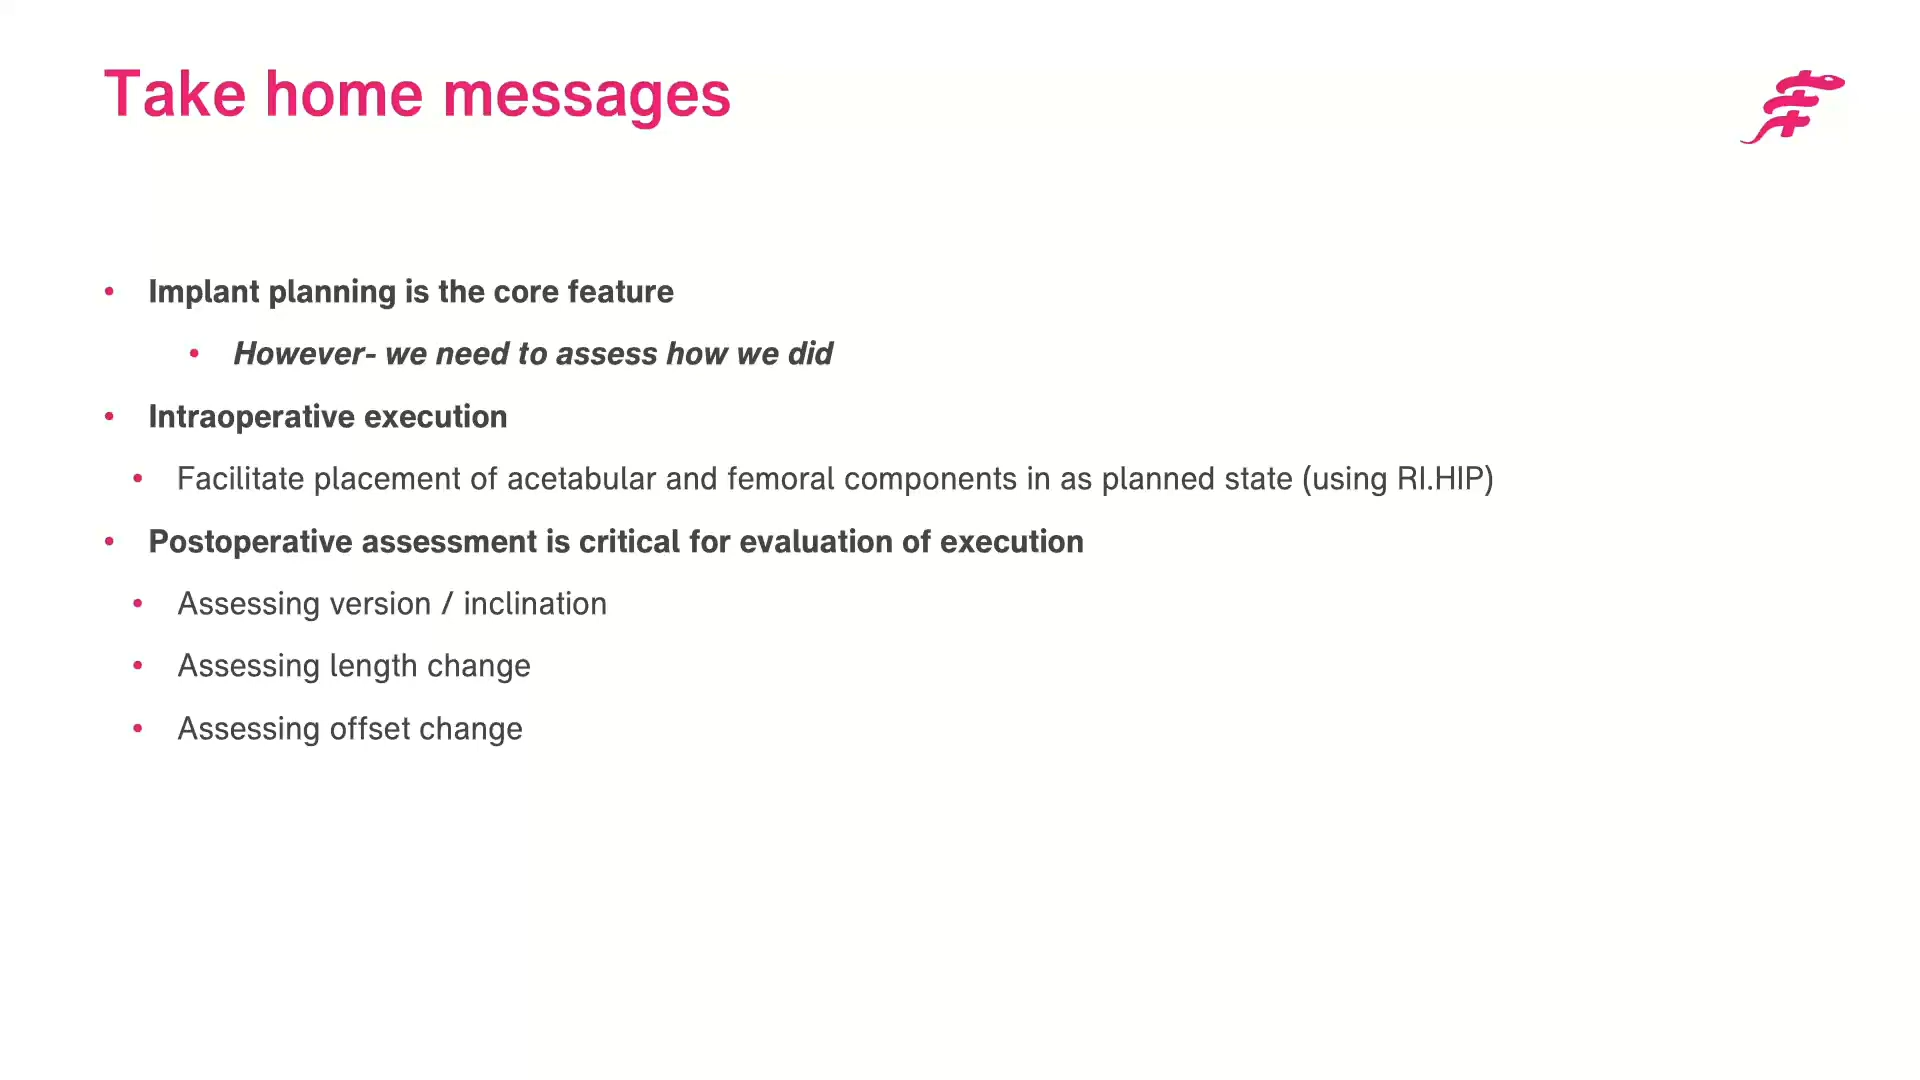 Take home messages
• Implant planning is the core feature
• However- we need to assess how we did
• Intraoperative execution
• Facilitate placement of acetabular and femoral components in as planned state (using RI.HIP)
• Postoperative assessment is critical for evaluation of execution
• Assessing version / inclination
• Assessing length change
• Assessing offset change